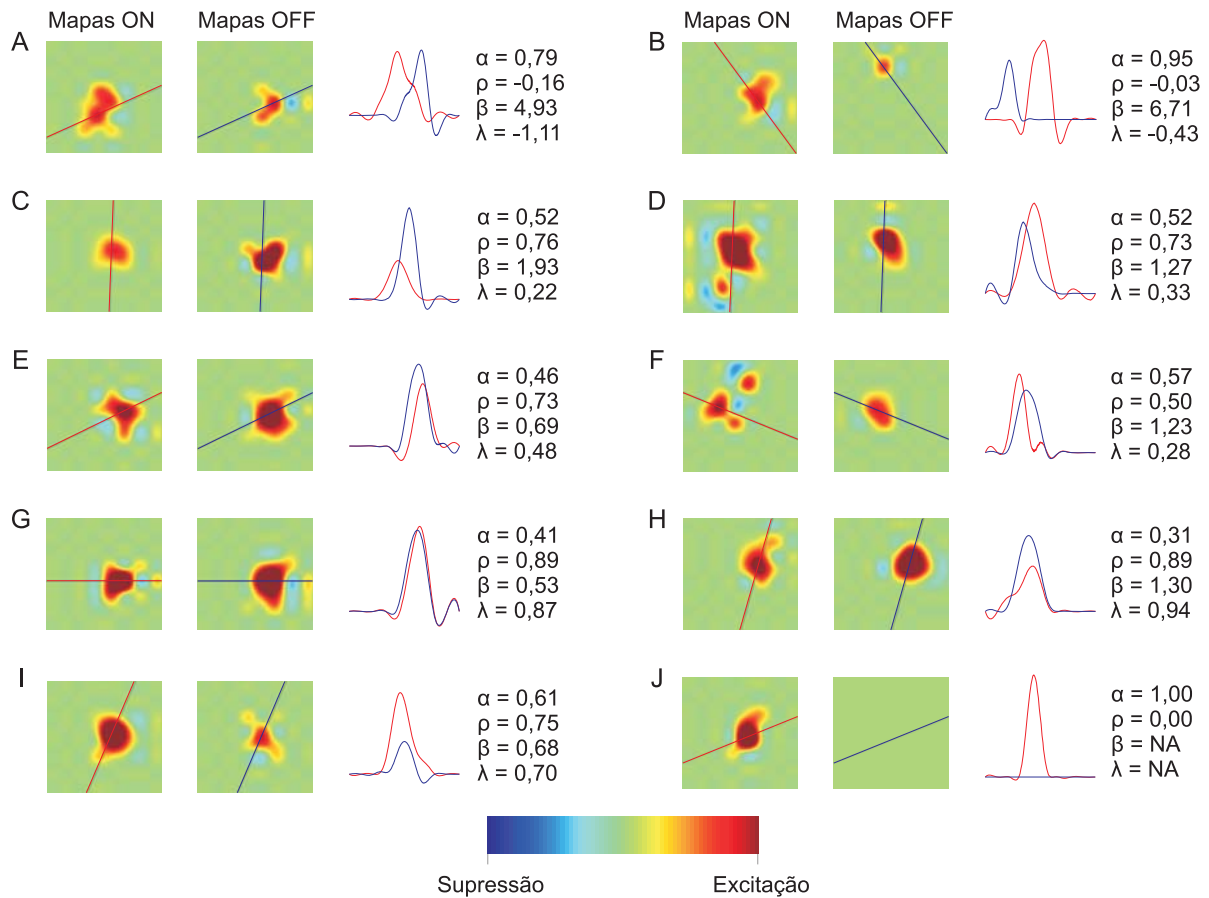 Mapas ON Mapas OFF
Mapas ON Mapas OFF
A
α = 0,79
ρ = -0,16
β = 4,93
λ = -1,11
B
α = 0,95
ρ = -0,03
β = 6,71
λ = -0,43
C
α = 0,52
ρ = 0,76
β = 1,93
λ = 0,22
D
α = 0,52
ρ = 0,73
β = 1,27
λ = 0,33
E
α = 0,46
ρ = 0,73
β = 0,69
λ = 0,48
F
α = 0,57
ρ = 0,50
β = 1,23
λ = 0,28
G
α = 0,41
ρ = 0,89
β = 0,53
λ = 0,87
H
α = 0,31
ρ = 0,89
β = 1,30
λ = 0,94
I
α = 0,61
ρ = 0,75
β = 0,68
λ = 0,70
J
α = 1,00
ρ = 0,00
β = NA
λ = NA
Supressão Excitação